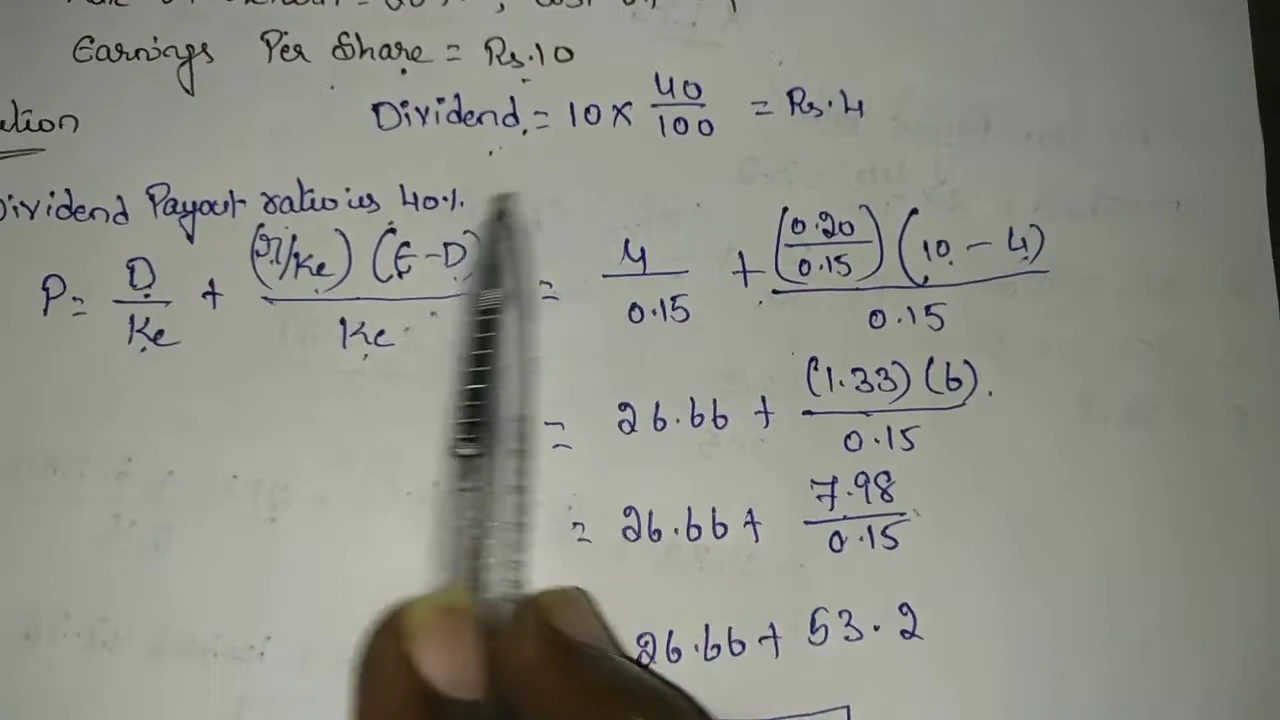 Earnings Per Share = Rs.10
Dividend = 10 × 40/100 = Rs.4
Dividend Payout ratio is 40%.
P = D/Ke + (r/Ke) (E-D)/Ke = 4/0.15 + (0.20/0.15) (10-4)/0.15
= 26.66 + (1.33) (6)/0.15
= 26.66 + 7.98/0.15
26.66 + 53.2